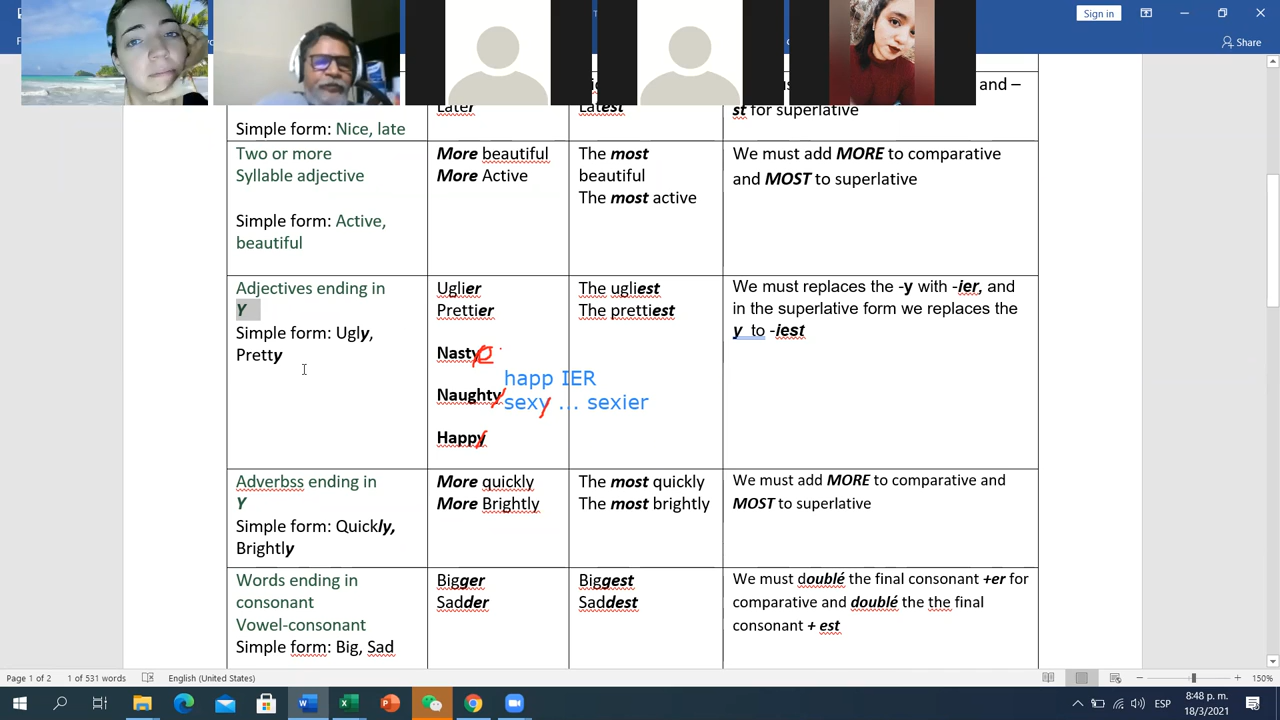 Sign in
Share
and –
Later
Latest
st for superlative
Simple form: Nice, late
Two or more
Syllable adjective
Simple form: Active,
beautiful
More beautiful
More Active
The most
beautiful
The most active
We must add MORE to comparative
and MOST to superlative
Adjectives ending in
Y
Simple form: Ugly,
Pretty
Uglier
Prettier
Nasty
Naughty
Happy
happ IER
sexy ... sexier
The ugliest
The prettiest
We must replaces the -y with -ier, and
in the superlative form we replaces the
y to -iest
Adverbss ending in
Y
Simple form: Quickly,
Brightly
More quickly
More Brightly
The most quickly
The most brightly
We must add MORE to comparative and
MOST to superlative
Words ending in
consonant
Vowel-consonant
Simple form: Big, Sad
Bigger
Sadder
Biggest
Saddest
We must doublé the final consonant +er for
comparative and doublé the the final
consonant + est
Page 1 of 2
1 of 531 words
English (United States)
150%
ESP
8:48 p. m.
18/3/2021